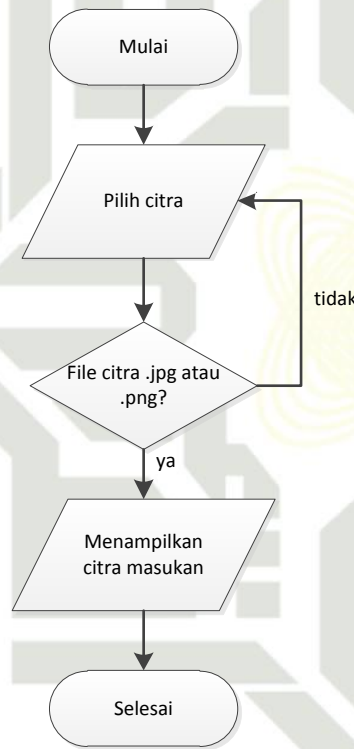 Mulai
Pilih citra
tidak
File citra .jpg atau
.png?
ya
Menampilkan
citra masukan
Selesai